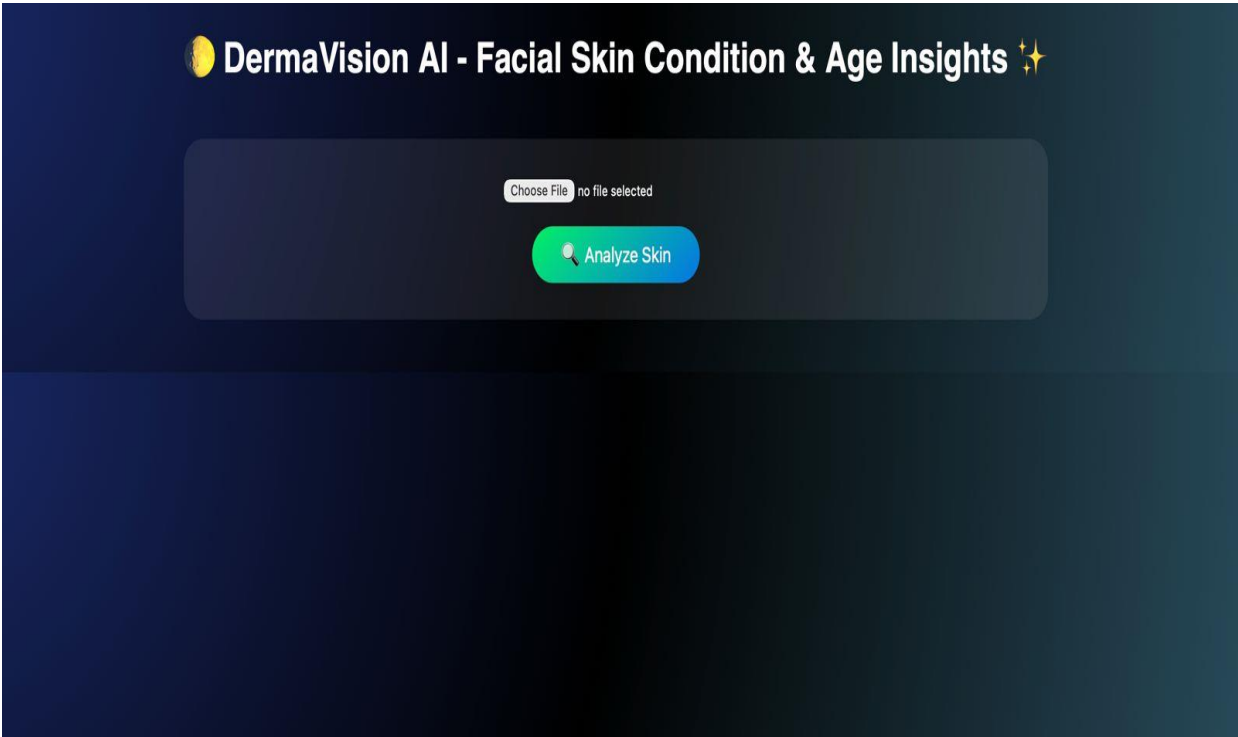 🌔 DermaVision AI - Facial Skin Condition & Age Insights ✨
Choose File no file selected
🔍 Analyze Skin